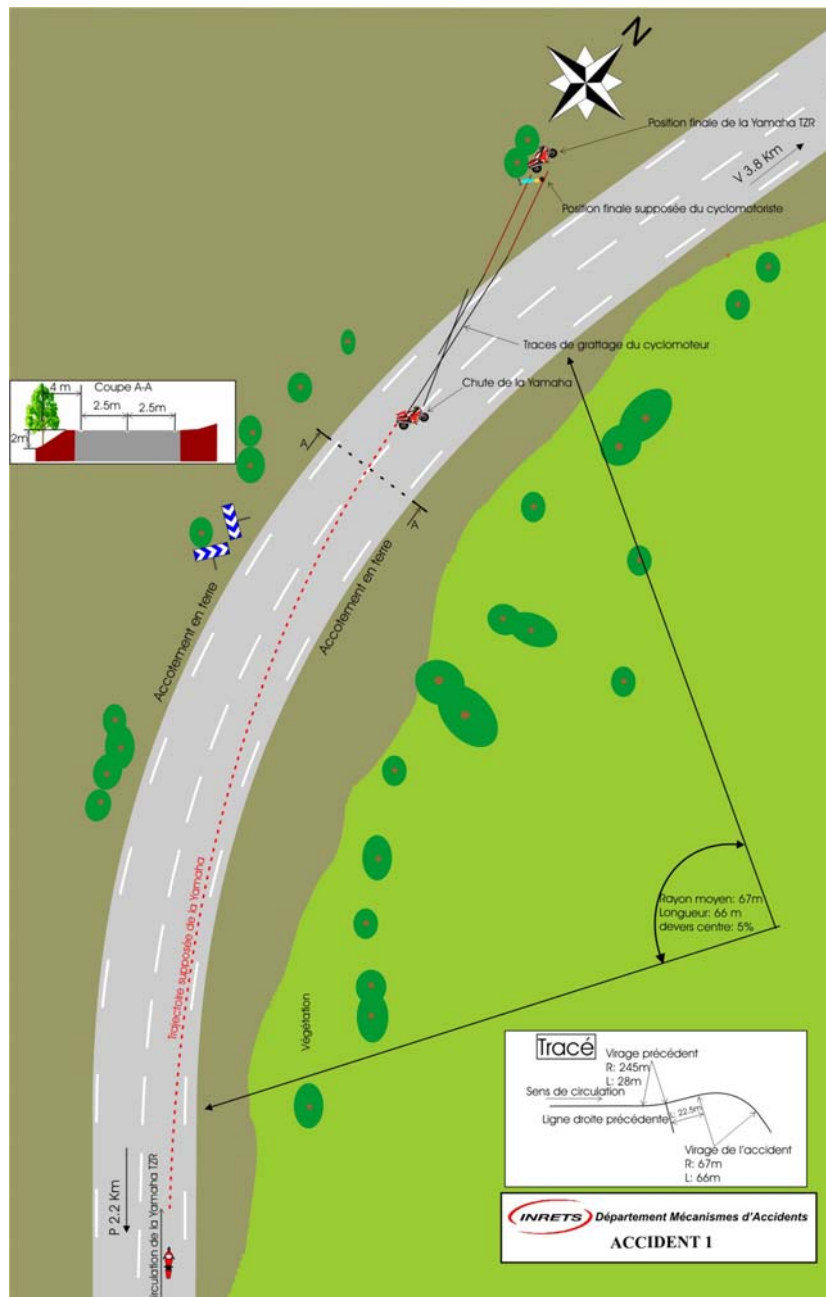 N
Position finale de la Yamaha TZR
V 3.8 Km
Position finale supposée du cyclomotoriste
Traces de grattage du cyclomoteur
Chute de la Yamaha
Coupe A-A
4 m
2.5m
2.5m
2m
A
A
Accotement en terre
Accotement en terre
Trajectoire supposée de la Yamaha
Rayon moyen: 67m
Longueur: 66 m
devers centre: 5%
Végétation
P 2.2 Km
irculation de la Yamaha TZR
Tracé
Virage précédent
R: 245m
L: 28m
Sens de circulation
Ligne droite précédente
L: 22.5m
Virage de l'accident
R: 67m
L: 66m
INRETS Département Mécanismes d'Accidents
ACCIDENT 1